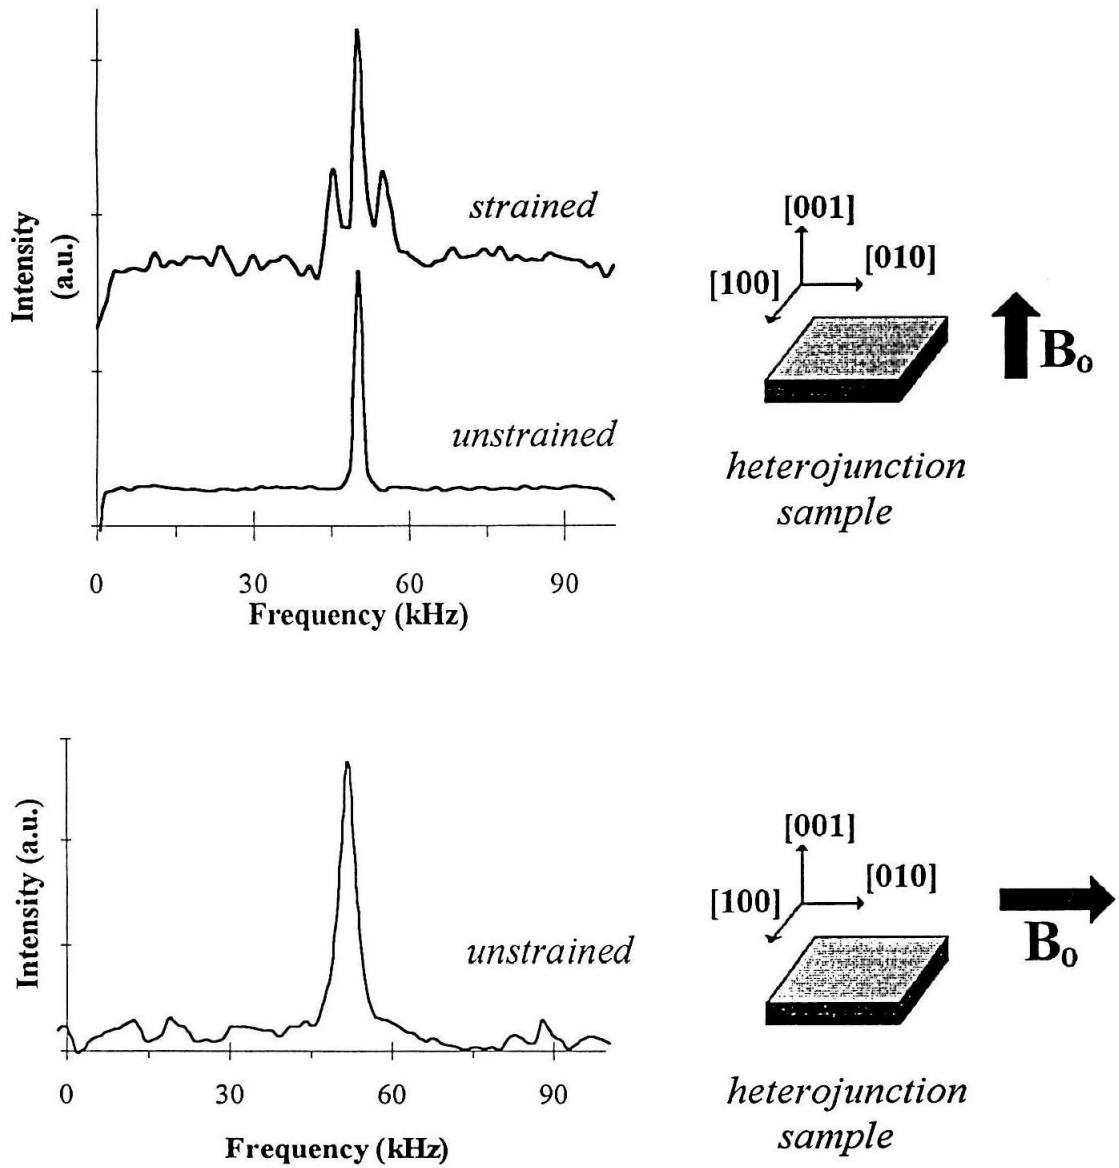 Intensity
(a.u.)
strained
unstrained
0 30 60 90
Frequency (kHz)
[001]
[010]
[100]
B₀
heterojunction
sample
Intensity (a.u.)
unstrained
0 30 60 90
Frequency (kHz)
[001]
[010]
[100]
B₀
heterojunction
sample